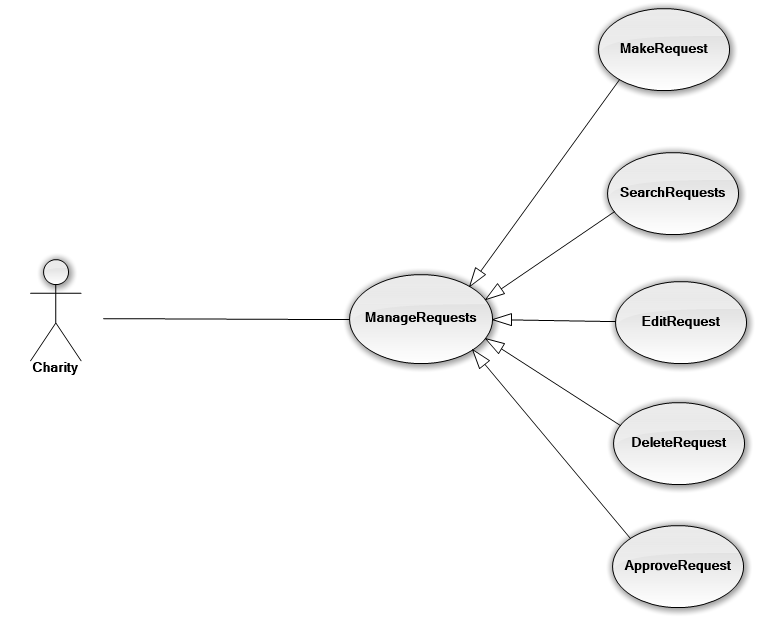 MakeRequest
SearchRequests
ManageRequests
EditRequest
Charity
DeleteRequest
ApproveRequest